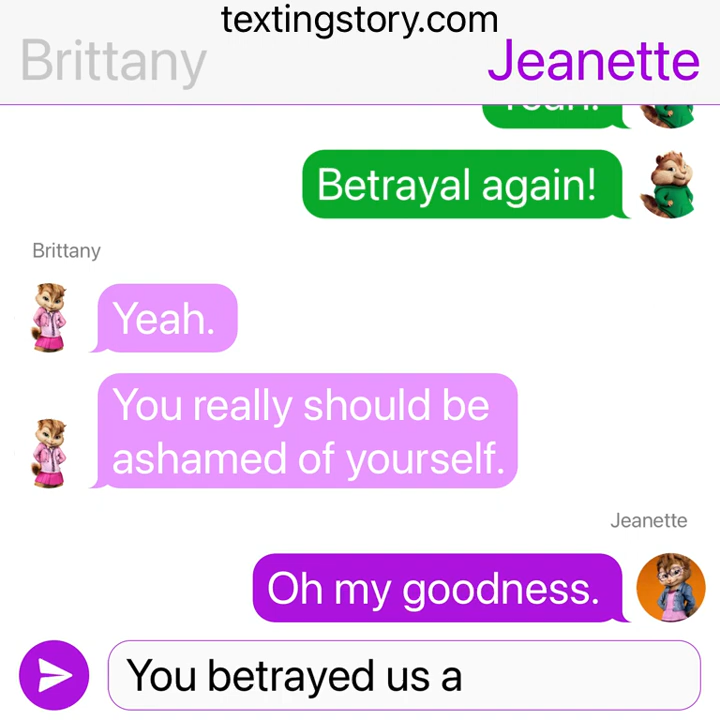 textingstory.com
Brittany
Jeanette
Yeah!
Betrayal again!
Brittany
Yeah.
You really should be
ashamed of yourself.
Jeanette
Oh my goodness.
You betrayed us a